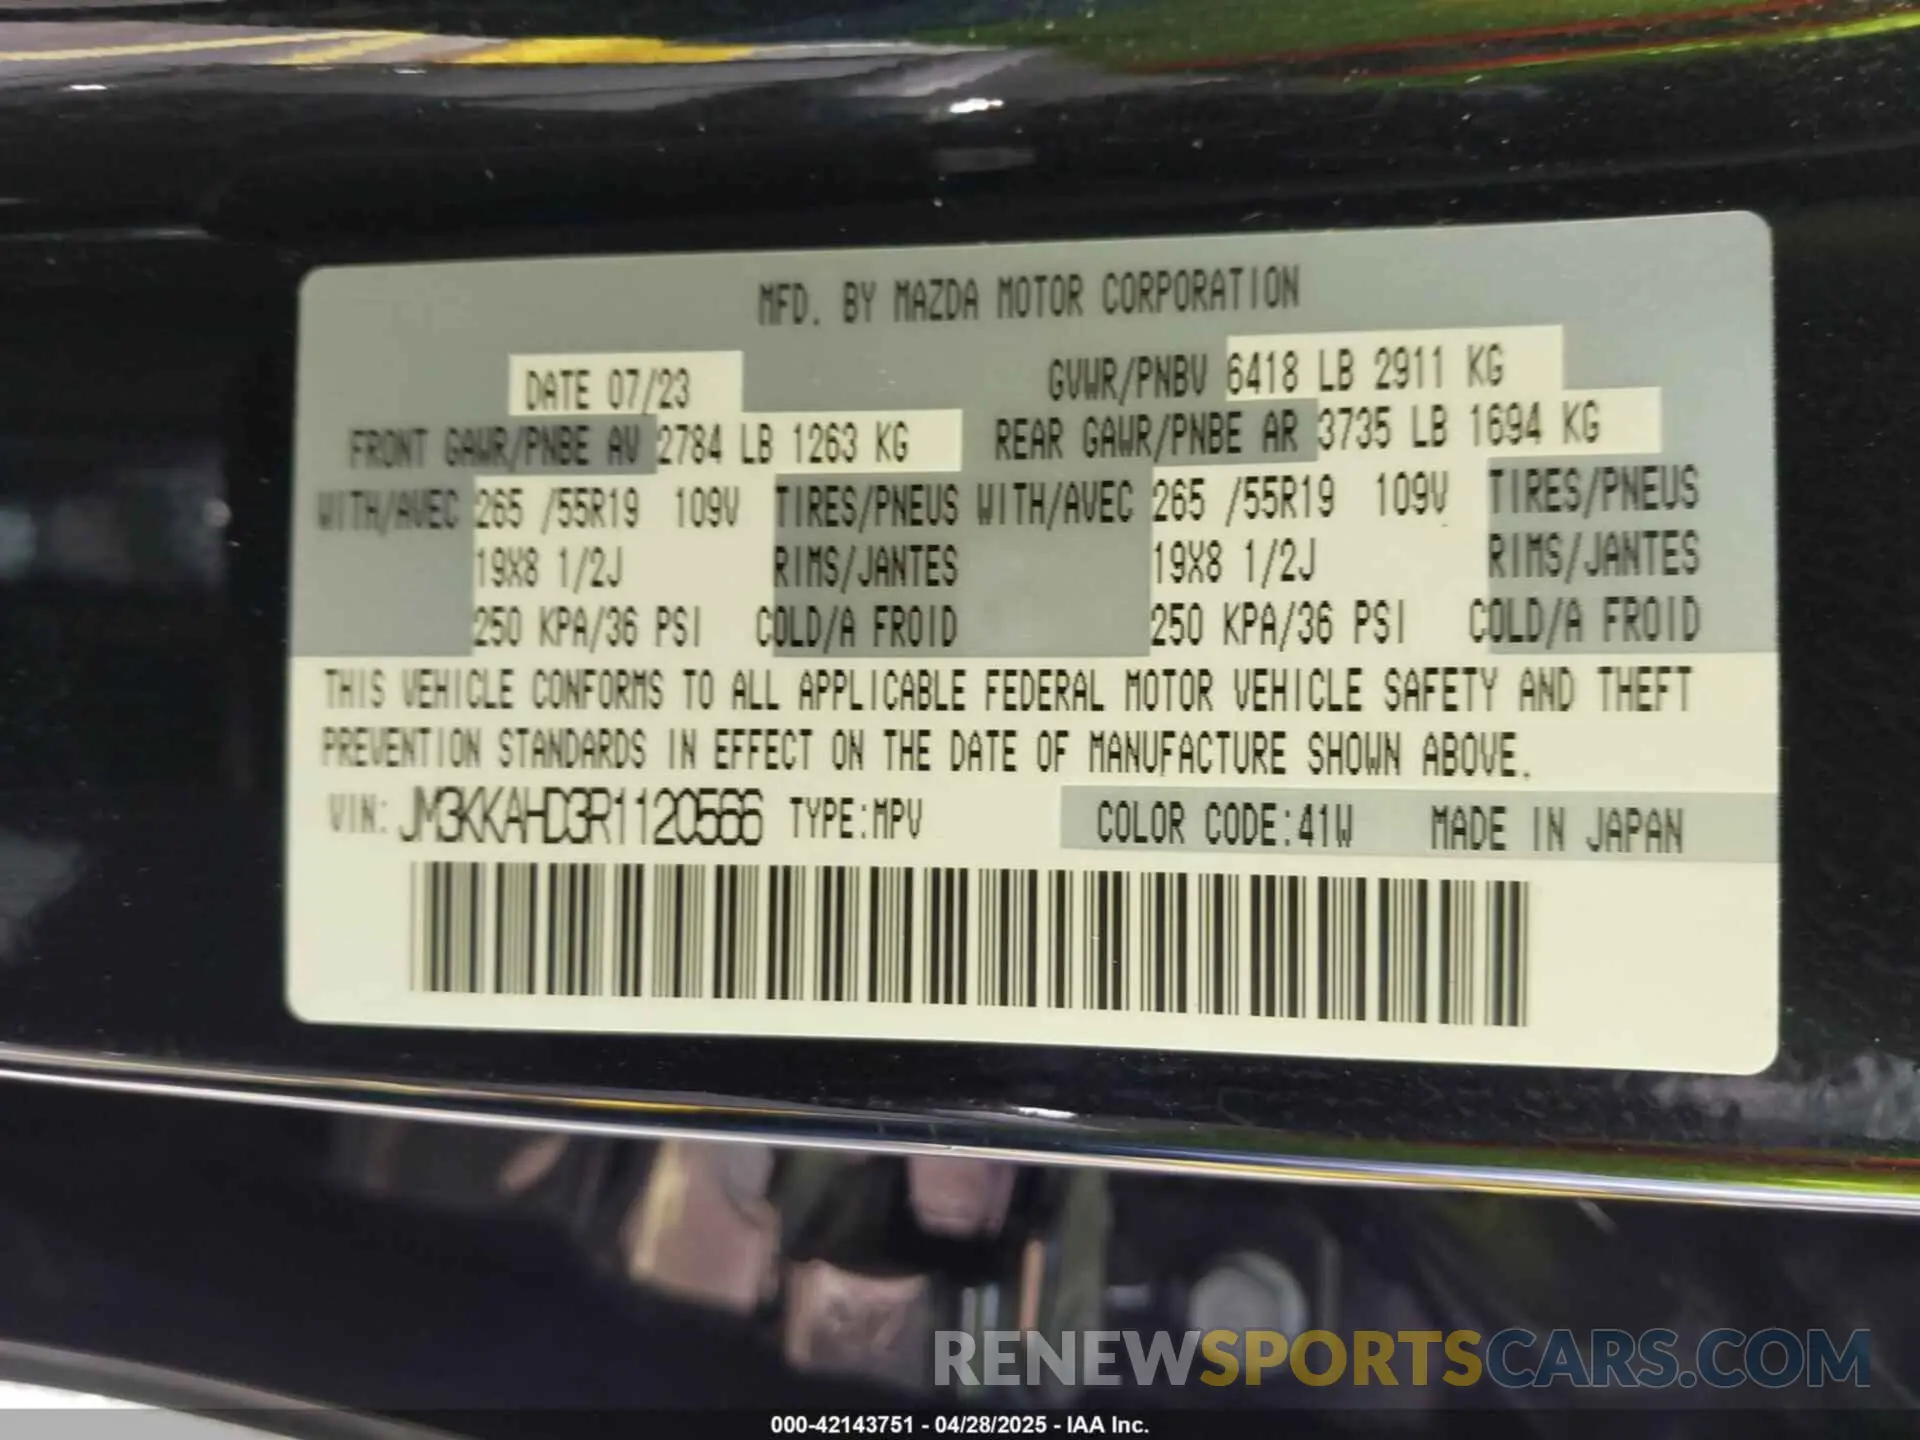 MFD. BY MAZDA MOTOR CORPORATION
DATE 07/23 GVWR/PNBV 6418 LB 2911 KG
FRONT GAWR/PNBE AV 2784 LB 1263 KG REAR GAWR/PNBE AR 3735 LB 1694 KG
WITH/AVEC 265 /55R19 109V TIRES/PNEUS WITH/AVEC 265 /55R19 109V TIRES/PNEUS
19X8 1/2J RIMS/JANTES 19X8 1/2J RIMS/JANTES
250 KPA/36 PSI COLD/A FROID 250 KPA/36 PSI COLD/A FROID
THIS VEHICLE CONFORMS TO ALL APPLICABLE FEDERAL MOTOR VEHICLE SAFETY AND THEFT
PREVENTION STANDARDS IN EFFECT ON THE DATE OF MANUFACTURE SHOWN ABOVE.
VIN: JM3KKAHD3R1120566 TYPE:MPV COLOR CODE:41W MADE IN JAPAN
RENEWSPORTSCARS.COM
000-42143751 - 04/28/2025 - IAA Inc.